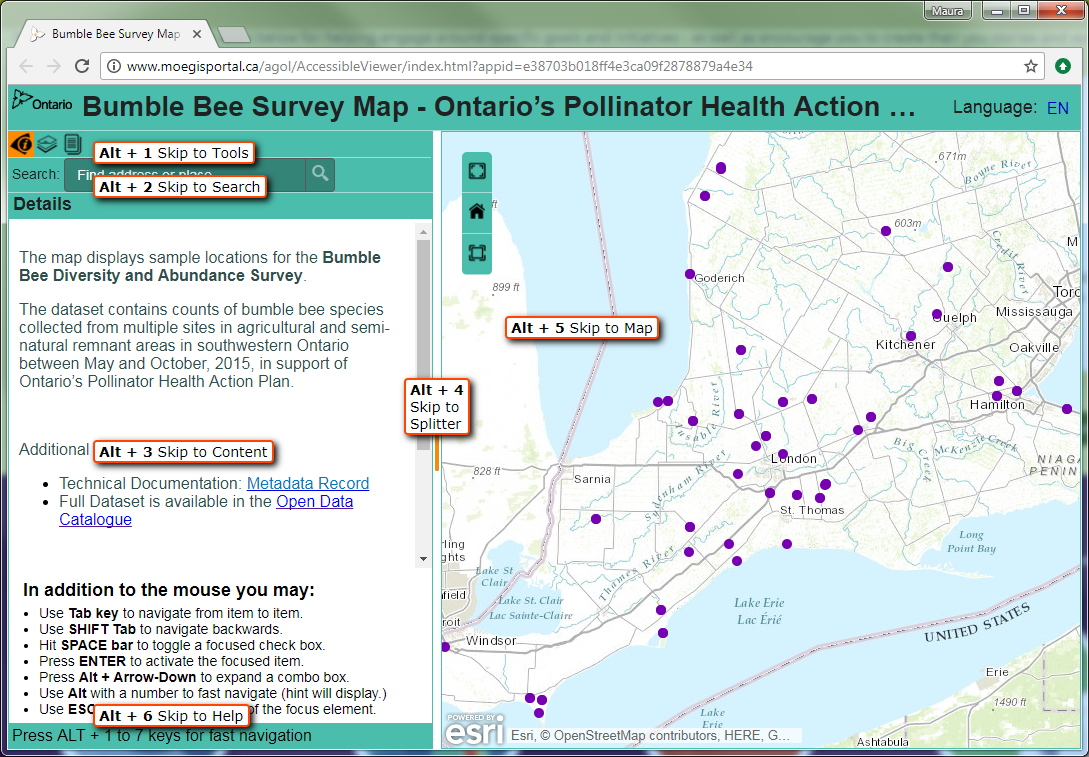 Maura
Bumble Bee Survey Map
www.moegisportal.ca/agol/AccessibleViewer/index.html?appid=e38703b018ff4e3ca09f2878879a4e34
Ontario
Bumble Bee Survey Map - Ontario’s Pollinator Health Action …
Language: EN
Alt + 1 Skip to Tools
Search: Find address or place
Alt + 2 Skip to Search
Details
The map displays sample locations for the Bumble
Bee Diversity and Abundance Survey.
The dataset contains counts of bumble bee species
collected from multiple sites in agricultural and semi-
natural remnant areas in southwestern Ontario
between May and October, 2015, in support of
Ontario’s Pollinator Health Action Plan.
Alt + 4
Skip to
Splitter
Additional
Alt + 3 Skip to Content
• Technical Documentation: Metadata Record
• Full Dataset is available in the Open Data
Catalogue
In addition to the mouse you may:
• Use Tab key to navigate from item to item.
• Use SHIFT Tab to navigate backwards.
• Hit SPACE bar to toggle a focused check box.
• Press ENTER to activate the focused item.
• Press Alt + Arrow-Down to expand a combo box.
• Use Alt with a number to fast navigate (hint will display.)
• Use ESC of the focus element.
Alt + 6 Skip to Help
Press ALT + 1 to 7 keys for fast navigation
Alt + 5 Skip to Map
671m
Boyne River
603m
Credit River
ft
899 ft
Goderich
Toro
Mississauga
Guelph
Kitchener
Oakville
Hamilton
Ausable River
Big Creek
McKenzie Creek
NIAGA
PENIN
London
828 ft
Sarnia
Sydenham River
St. Thomas
Long
Point Bay
rling
ghts
Lake St
Clair
Thames River
field
Lake St. Clair
Lac Sainte-Claire
Lake Erie
Lac Érié
roit
Windsor
UNITED STATES
Erie
1490 ft
Lake
Erie
POWERED BY
esri
Esri, © OpenStreetMap contributors, HERE, G...
Ashtabula